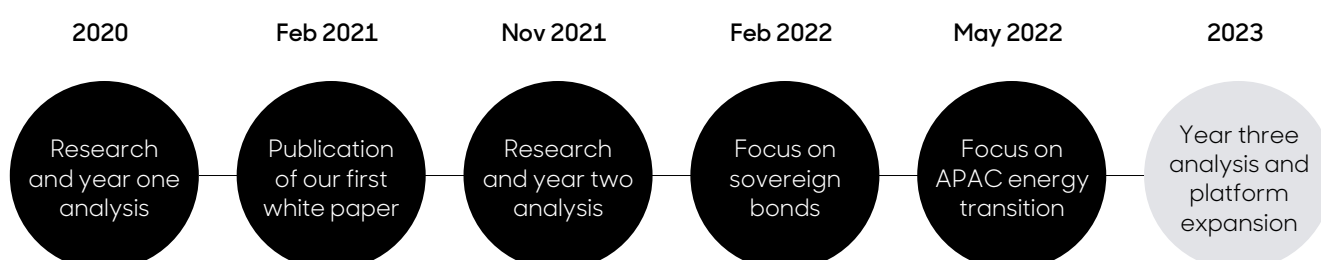 2020
Feb 2021
Nov 2021
Feb 2022
May 2022
2023
Research
and year one
analysis
Publication
of our first
white paper
Research
and year two
analysis
Focus on
sovereign
bonds
Focus on
APAC energy
transition
Year three
analysis and
platform
expansion